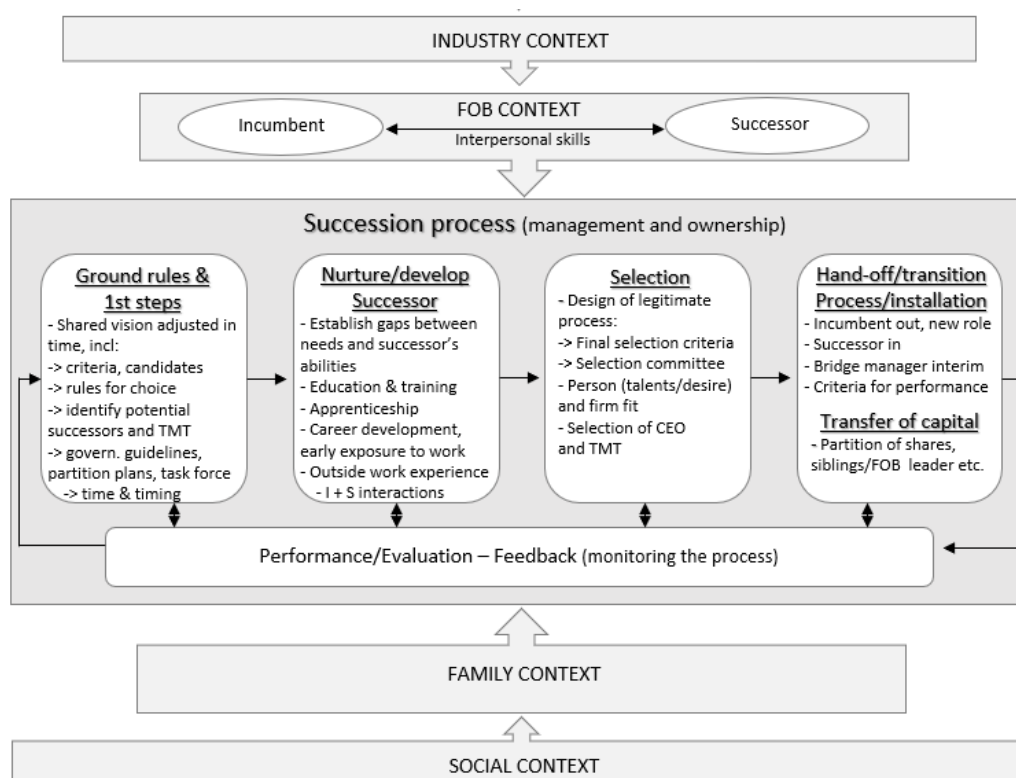 INDUSTRY CONTEXT
FOB CONTEXT
Incumbent
Successor
Interpersonal skills
Succession process (management and ownership)
Ground rules &
1st steps
- Shared vision adjusted in
time, incl:
-> criteria, candidates
-> rules for choice
-> identify potential
successors and TMT
-> govern. guidelines,
partition plans, task force
-> time & timing
Nurture/develop
Successor
- Establish gaps between
needs and successor's
abilities
- Education & training
- Apprenticeship
- Career development,
early exposure to work
- Outside work experience
- I + S interactions
Selection
- Design of legitimate
process:
-> Final selection criteria
-> Selection committee
- Person (talents/desire)
and firm fit
- Selection of CEO
and TMT
Hand-off/transition
Process/installation
- Incumbent out, new role
- Successor in
- Bridge manager interim
- Criteria for performance
Transfer of capital
- Partition of shares,
siblings/FOB leader etc.
Performance/Evaluation – Feedback (monitoring the process)
FAMILY CONTEXT
SOCIAL CONTEXT